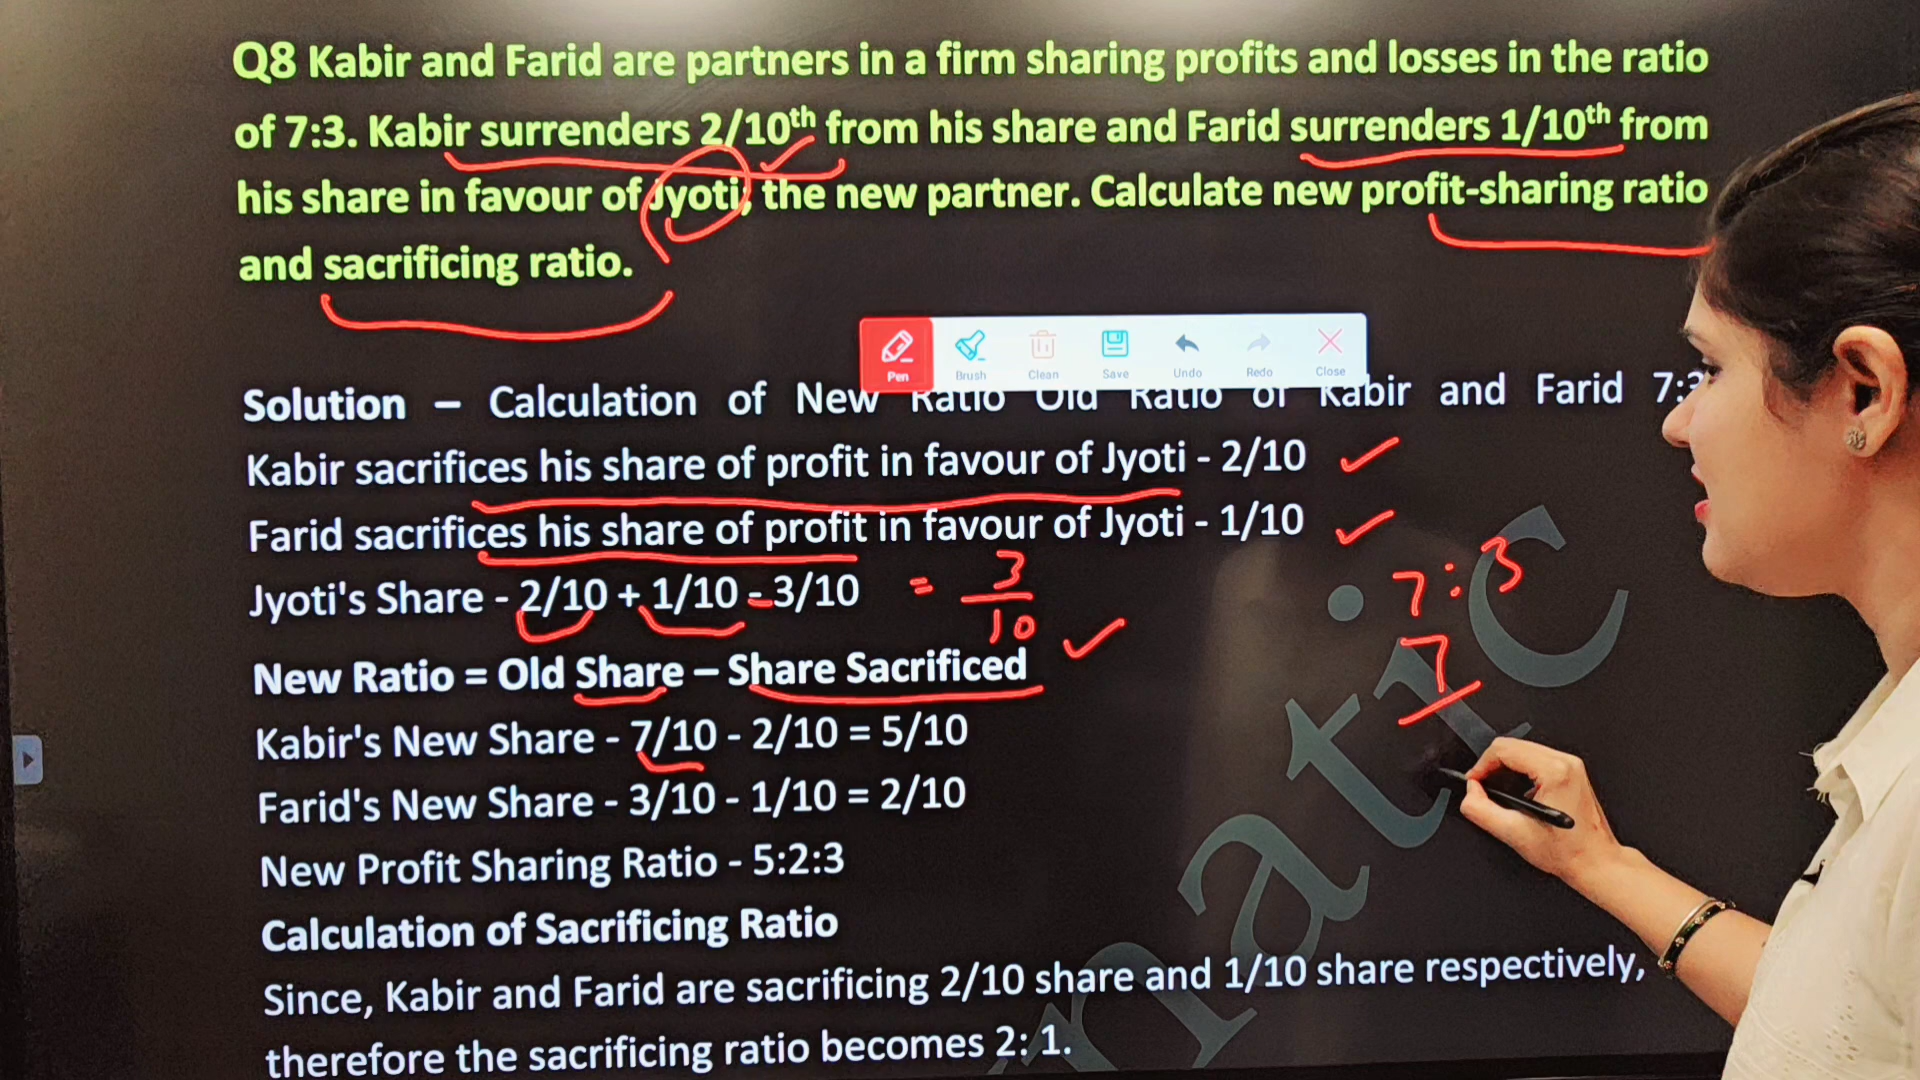 Q8 Kabir and Farid are partners in a firm sharing profits and losses in the ratio
of 7:3. Kabir surrenders 2/10th from his share and Farid surrenders 1/10th from
his share in favour of Jyoti, the new partner. Calculate new profit-sharing ratio
and sacrificing ratio.
Pen Brush Clean Save Undo Redo Close
Solution – Calculation of New Ratio Old Ratio of Kabir and Farid 7:3
Kabir sacrifices his share of profit in favour of Jyoti - 2/10
Farid sacrifices his share of profit in favour of Jyoti - 1/10
Jyoti's Share - 2/10 + 1/10 - 3/10 = 3/10
7:3
7
New Ratio = Old Share – Share Sacrificed
Kabir's New Share - 7/10 - 2/10 = 5/10
Farid's New Share - 3/10 - 1/10 = 2/10
New Profit Sharing Ratio - 5:2:3
Calculation of Sacrificing Ratio
Since, Kabir and Farid are sacrificing 2/10 share and 1/10 share respectively,
therefore the sacrificing ratio becomes 2: 1.